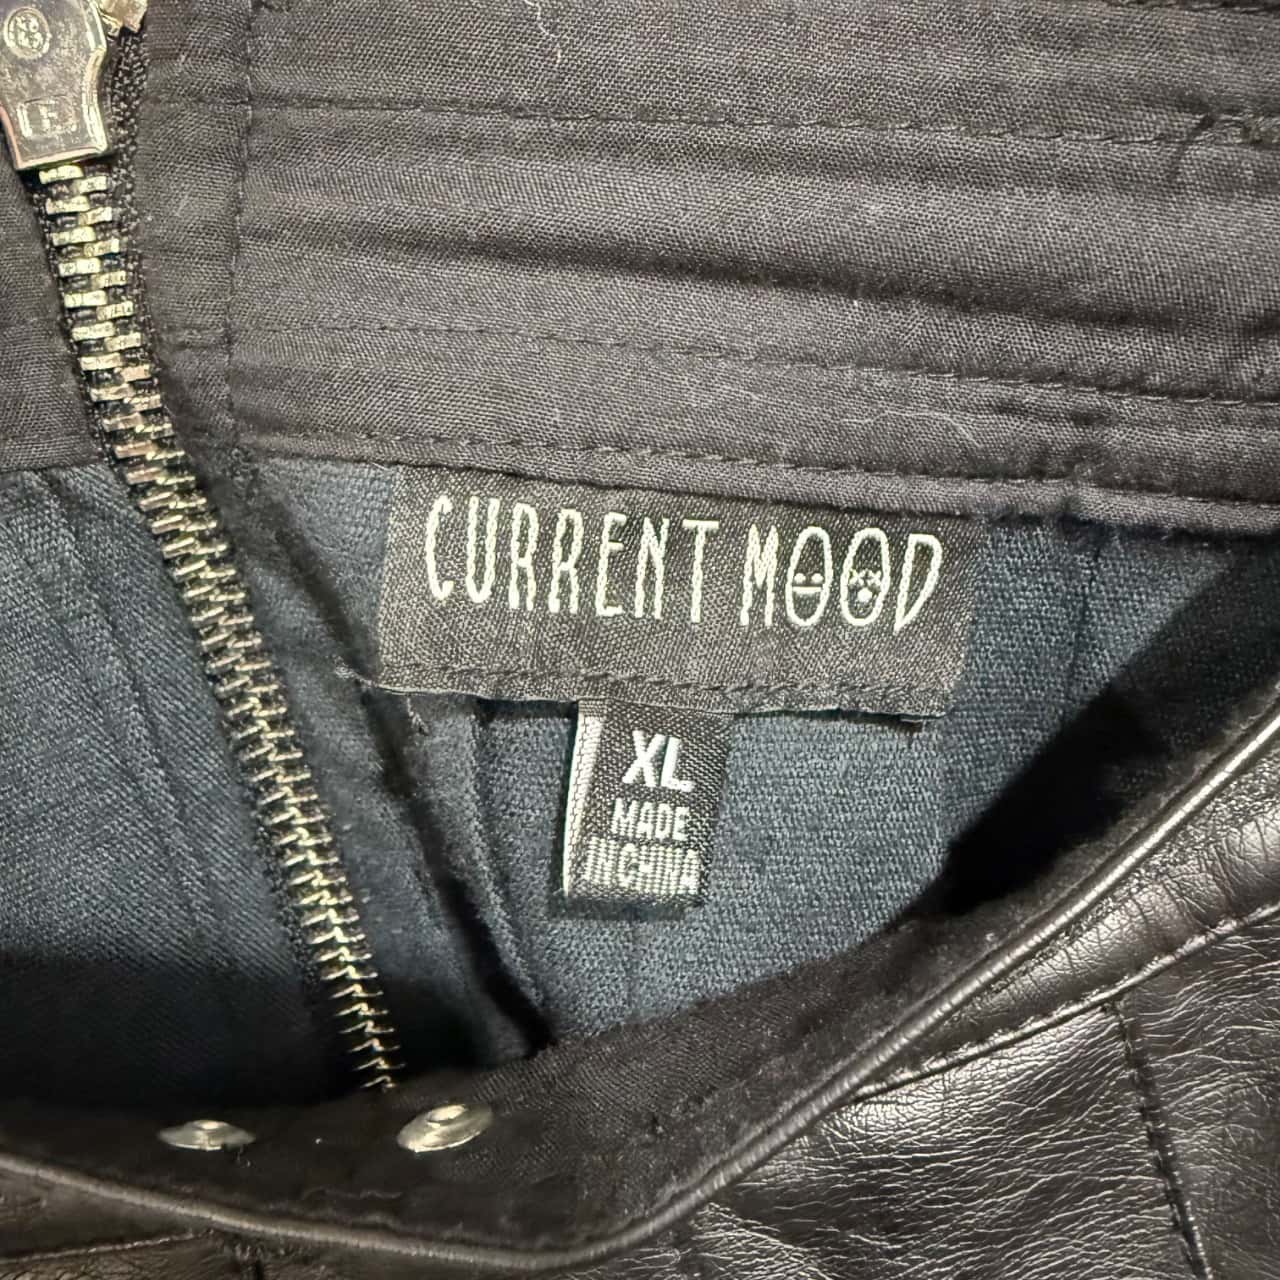 CURRENT MOOD
XL
MADE
IN CHINA